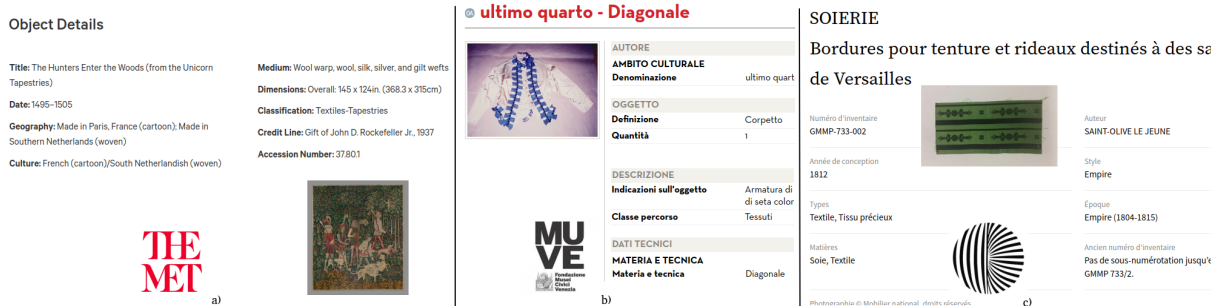 Object Details
Title: The Hunters Enter the Woods (from the Unicorn
Tapestries)
Date: 1495–1505
Geography: Made in Paris, France (cartoon); Made in
Southern Netherlands (woven)
Culture: French (cartoon)/South Netherlandish (woven)
Medium: Wool warp, wool, silk, silver, and gilt wefts
Dimensions: Overall: 145 x 124in. (368.3 x 315cm)
Classification: Textiles-Tapestries
Credit Line: Gift of John D. Rockefeller Jr., 1937
Accession Number: 37.80.1
THE
MET
a)
ultimo quarto - Diagonale
AUTORE
AMBITO CULTURALE
Denominazione ultimo quart
OGGETTO
Definizione Corpetto
Quantità 1
DESCRIZIONE
Indicazioni sull'oggetto Armatura di
di seta color
Classe percorso Tessuti
DATI TECNICI
MATERIA E TECNICA
Materia e tecnica Diagonale
MU
VE
Fondazione
Musei
Civici
Venezia
b)
SOIERIE
Bordures pour tenture et rideaux destinés à des sa
de Versailles
Numéro d'inventaire
GMMP-733-002
Année de conception
1812
Types
Textile, Tissu précieux
Matières
Soie, Textile
Auteur
SAINT-OLIVE LE JEUNE
Style
Empire
Époque
Empire (1804-1815)
Ancien numéro d'inventaire
Pas de sous-numérotation jusqu'e
GMMP 733/2.
Photographie © Mobilier national, droits réservés
c)